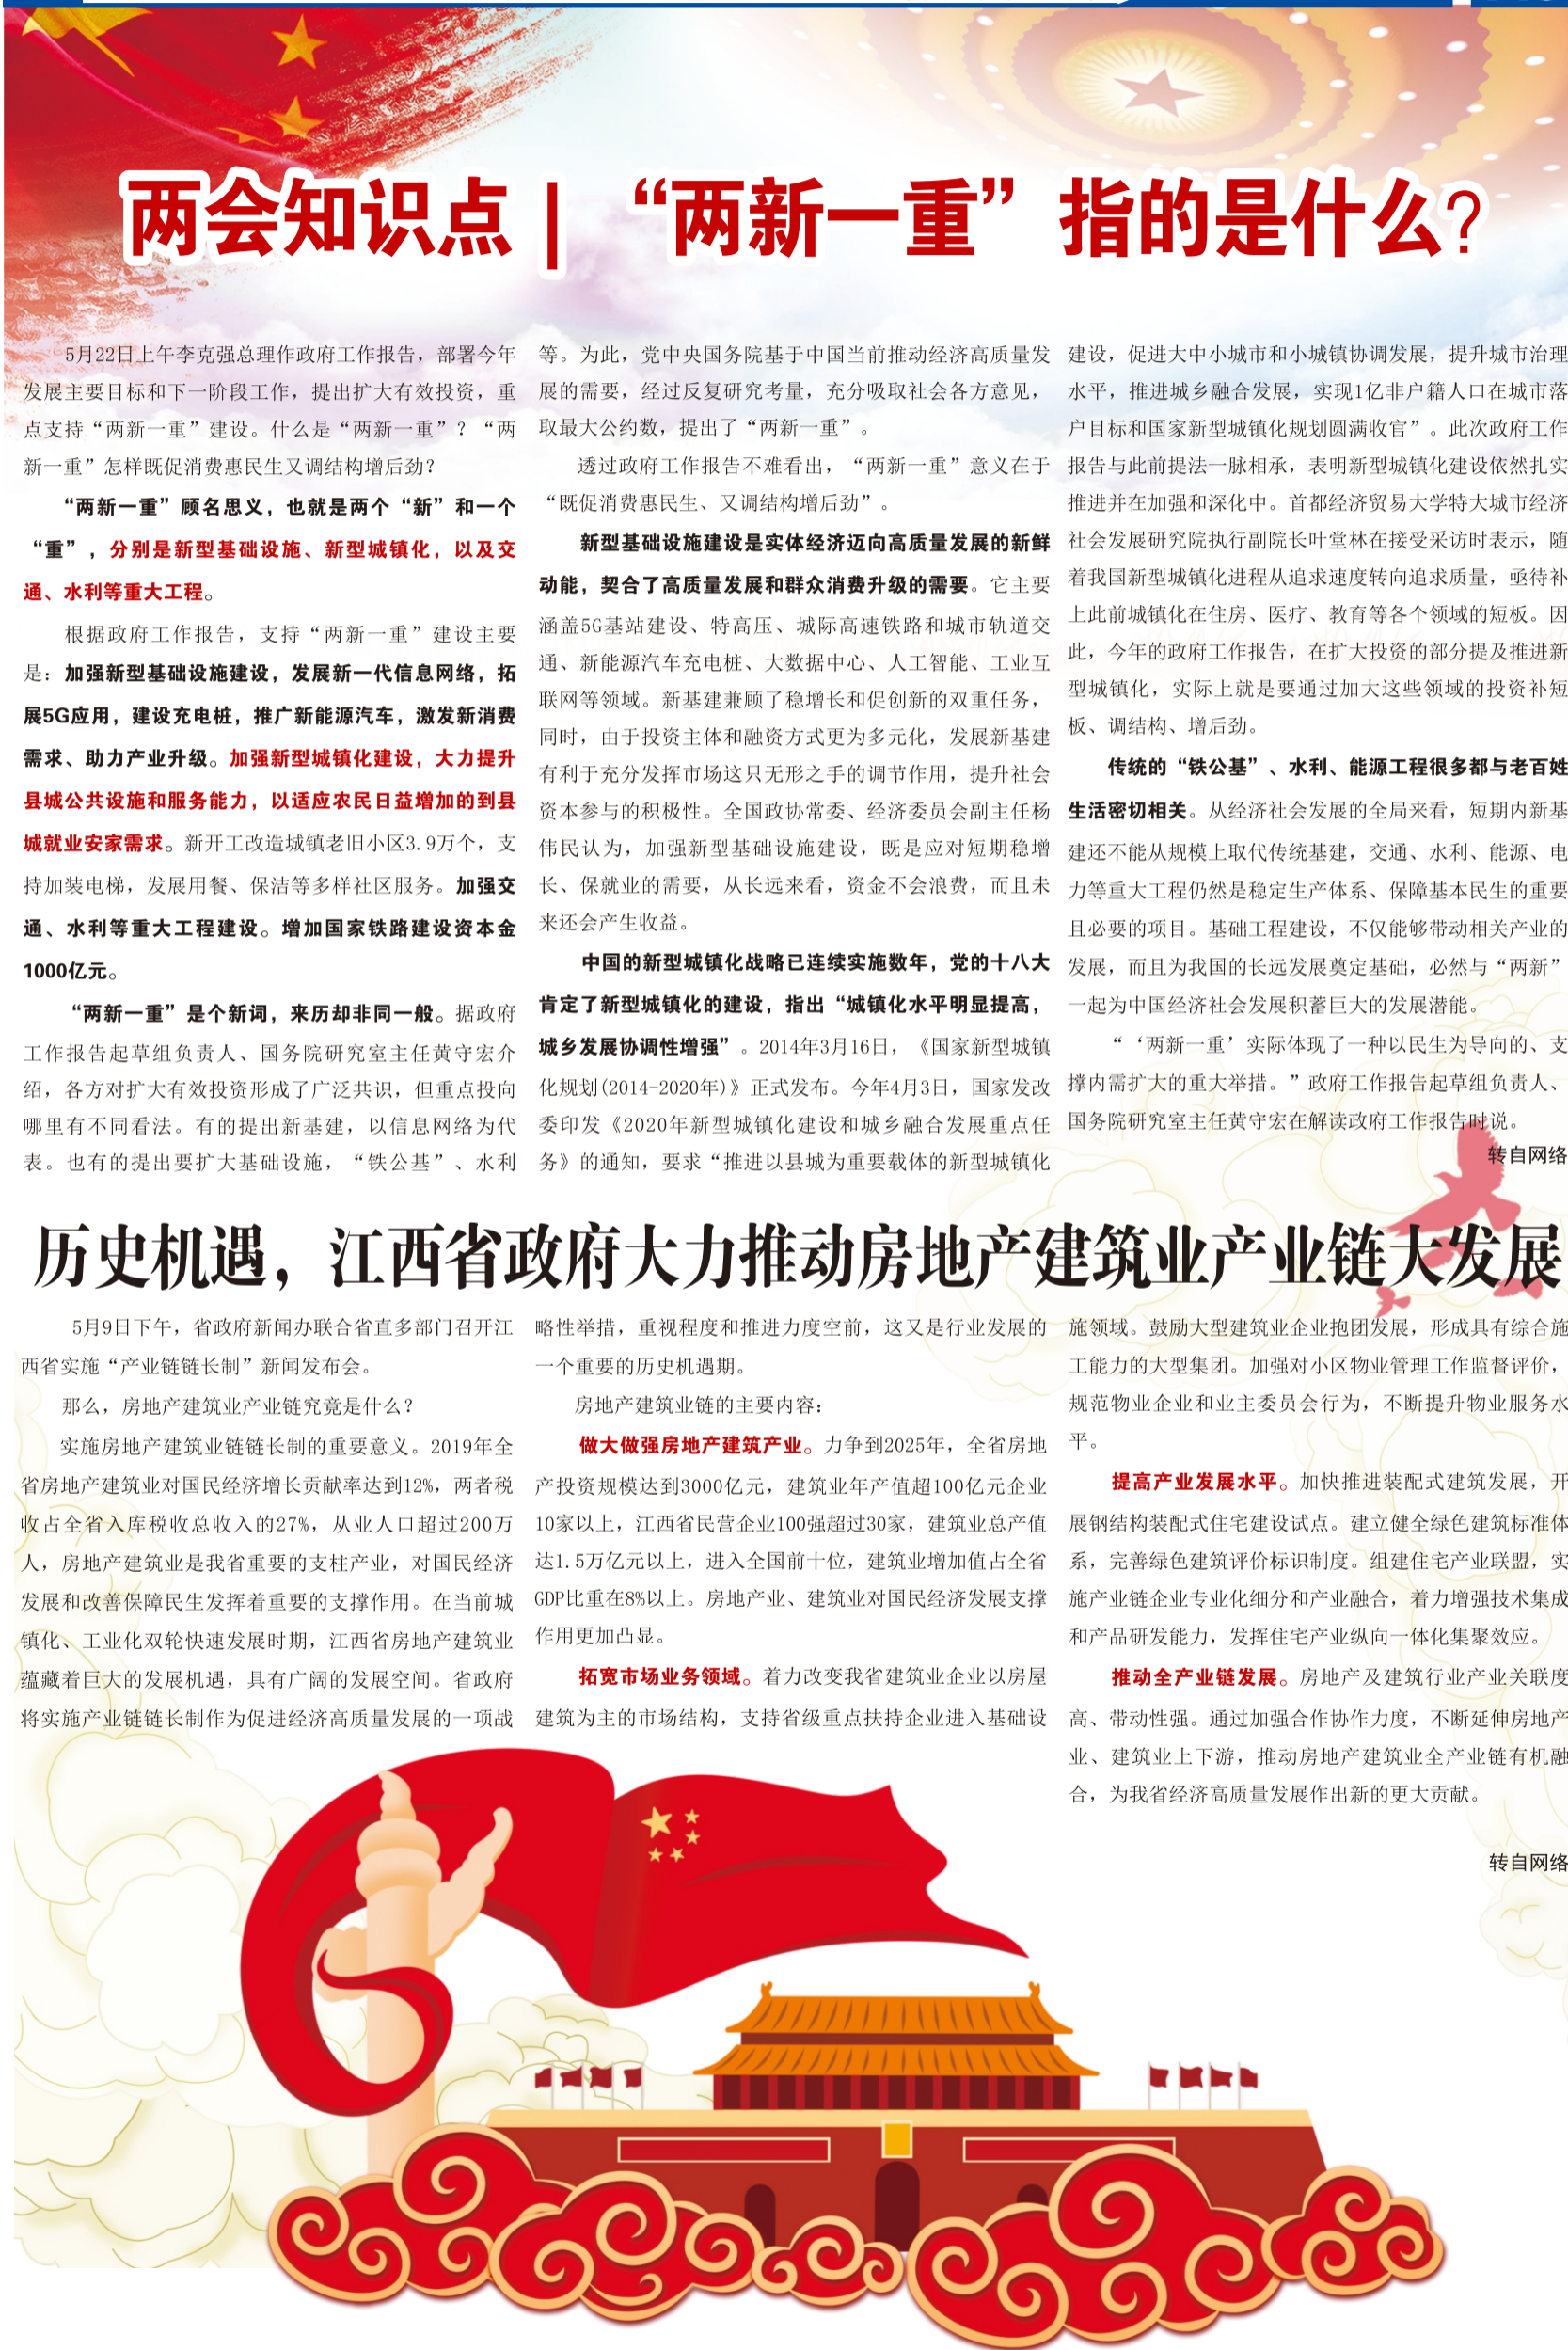 两会知识点 | “两新一重”指的是什么？
5月22日上午李克强总理作政府工作报告，部署今年
发展主要目标和下一阶段工作，提出扩大有效投资，重
点支持“两新一重”建设。什么是“两新一重”？“两
新一重”怎样既促消费惠民生又调结构增后劲？
“两新一重”顾名思义，也就是两个“新”和一个
“重”，分别是新型基础设施、新型城镇化，以及交
通、水利等重大工程。
根据政府工作报告，支持“两新一重”建设主要
是：加强新型基础设施建设，发展新一代信息网络，拓
展5G应用，建设充电桩，推广新能源汽车，激发新消费
需求、助力产业升级。加强新型城镇化建设，大力提升
县城公共设施和服务能力，以适应农民日益增加的到县
城就业安家需求。新开工改造城镇老旧小区3.9万个，支
持加装电梯，发展用餐、保洁等多样社区服务。加强交
通、水利等重大工程建设。增加国家铁路建设资本金
1000亿元。
“两新一重”是个新词，来历却非同一般。据政府
工作报告起草组负责人、国务院研究室主任黄守宏介
绍，各方对扩大有效投资形成了广泛共识，但重点投向
哪里有不同看法。有的提出新基建，以信息网络为代
表。也有的提出要扩大基础设施，“铁公基”、水利
等。为此，党中央国务院基于中国当前推动经济高质量发
展的需要，经过反复研究考量，充分吸取社会各方意见，
取最大公约数，提出了“两新一重”。
透过政府工作报告不难看出，“两新一重”意义在于
“既促消费惠民生、又调结构增后劲”。
新型基础设施建设是实体经济迈向高质量发展的新鲜
动能，契合了高质量发展和群众消费升级的需要。它主要
涵盖5G基站建设、特高压、城际高速铁路和城市轨道交
通、新能源汽车充电桩、大数据中心、人工智能、工业互
联网等领域。新基建兼顾了稳增长和促创新的双重任务，
同时，由于投资主体和融资方式更为多元化，发展新基建
有利于充分发挥市场这只无形之手的调节作用，提升社会
资本参与的积极性。全国政协常委、经济委员会副主任杨
伟民认为，加强新型基础设施建设，既是应对短期稳增
长、保就业的需要，从长远来看，资金不会浪费，而且未
来还会产生收益。
中国的新型城镇化战略已连续实施数年，党的十八大
肯定了新型城镇化的建设，指出“城镇化水平明显提高，
城乡发展协调性增强”。2014年3月16日，《国家新型城镇
化规划(2014-2020年)》正式发布。今年4月3日，国家发改
委印发《2020年新型城镇化建设和城乡融合发展重点任
务》的通知，要求“推进以县城为重要载体的新型城镇化
建设，促进大中小城市和小城镇协调发展，提升城市治理
水平，推进城乡融合发展，实现1亿非户籍人口在城市落
户目标和国家新型城镇化规划圆满收官”。此次政府工作
报告与此前提法一脉相承，表明新型城镇化建设依然扎实
推进并在加强和深化中。首都经济贸易大学特大城市经济
社会发展研究院执行副院长叶堂林在接受采访时表示，随
着我国新型城镇化进程从追求速度转向追求质量，亟待补
上此前城镇化在住房、医疗、教育等各个领域的短板。因
此，今年的政府工作报告，在扩大投资的部分提及推进新
型城镇化，实际上就是要通过加大这些领域的投资补短
板、调结构、增后劲。
传统的“铁公基”、水利、能源工程很多都与老百姓
生活密切相关。从经济社会发展的全局来看，短期内新基
建还不能从规模上取代传统基建，交通、水利、能源、电
力等重大工程仍然是稳定生产体系、保障基本民生的重要
且必要的项目。基础工程建设，不仅能够带动相关产业的
发展，而且为我国的长远发展奠定基础，必然与“两新”
一起为中国经济社会发展积蓄巨大的发展潜能。
“‘两新一重’实际体现了一种以民生为导向的、支
撑内需扩大的重大举措。”政府工作报告起草组负责人、
国务院研究室主任黄守宏在解读政府工作报告时说。
转自网络
历史机遇，江西省政府大力推动房地产建筑业产业链大发展
5月9日下午，省政府新闻办联合省直多部门召开江
西省实施“产业链链长制”新闻发布会。
那么，房地产建筑业产业链究竟是什么？
实施房地产建筑业链链长制的重要意义。2019年全
省房地产建筑业对国民经济增长贡献率达到12%，两者税
收占全省入库税收总收入的27%，从业人口超过200万
人，房地产建筑业是我省重要的支柱产业，对国民经济
发展和改善保障民生发挥着重要的支撑作用。在当前城
镇化、工业化双轮快速发展时期，江西省房地产建筑业
蕴藏着巨大的发展机遇，具有广阔的发展空间。省政府
将实施产业链链长制作为促进经济高质量发展的一项战
略性举措，重视程度和推进力度空前，这又是行业发展的
一个重要的历史机遇期。
房地产建筑业链的主要内容：
做大做强房地产建筑产业。力争到2025年，全省房地
产投资规模达到3000亿元，建筑业年产值超100亿元企业
10家以上，江西省民营企业100强超过30家，建筑业总产值
达1.5万亿元以上，进入全国前十位，建筑业增加值占全省
GDP比重在8%以上。房地产业、建筑业对国民经济发展支撑
作用更加凸显。
拓宽市场业务领域。着力改变我省建筑业企业以房屋
建筑为主的市场结构，支持省级重点扶持企业进入基础设
施领域。鼓励大型建筑业企业抱团发展，形成具有综合施
工能力的大型集团。加强对小区物业管理工作监督评价，
规范物业企业和业主委员会行为，不断提升物业服务水
平。
提高产业发展水平。加快推进装配式建筑发展，开
展钢结构装配式住宅建设试点。建立健全绿色建筑标准体
系，完善绿色建筑评价标识制度。组建住宅产业联盟，实
施产业链企业专业化细分和产业融合，着力增强技术集成
和产品研发能力，发挥住宅产业纵向一体化集聚效应。
推动全产业链发展。房地产及建筑行业产业关联度
高、带动性强。通过加强合作协作力度，不断延伸房地产
业、建筑业上下游，推动房地产建筑业全产业链有机融
合，为我省经济高质量发展作出新的更大贡献。
转自网络